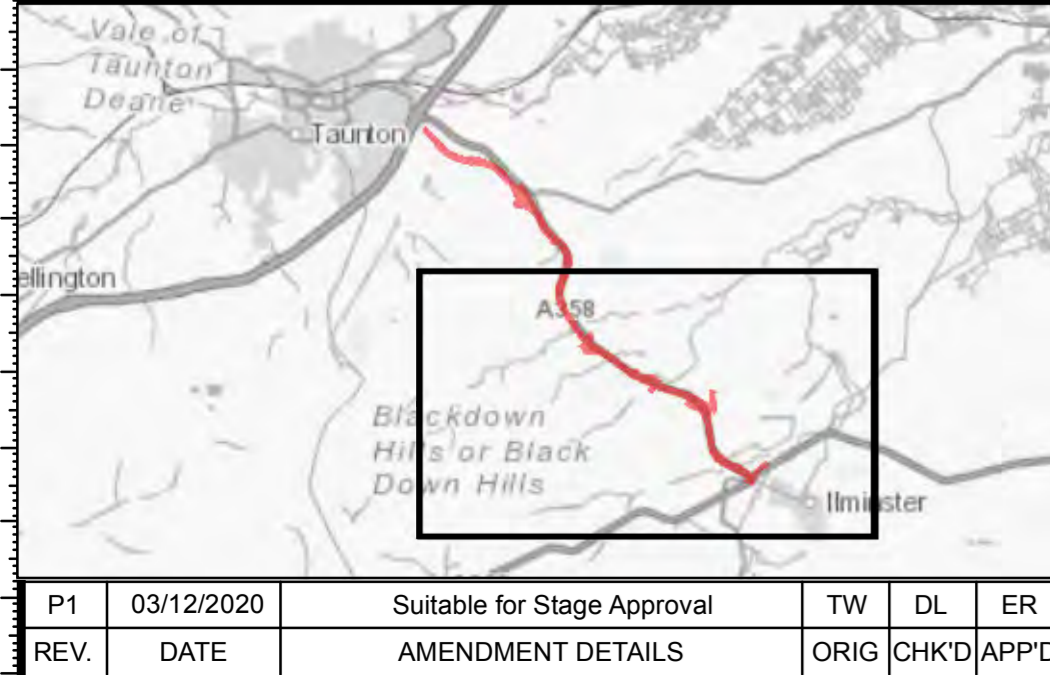 Vale of
Taunton
Deane
Taunton
ellington
A358
Blackdown
Hills or Black
Down Hills
Ilminster
P1 03/12/2020 Suitable for Stage Approval TW DL ER
REV. DATE AMENDMENT DETAILS ORIG CHK'D APP'D